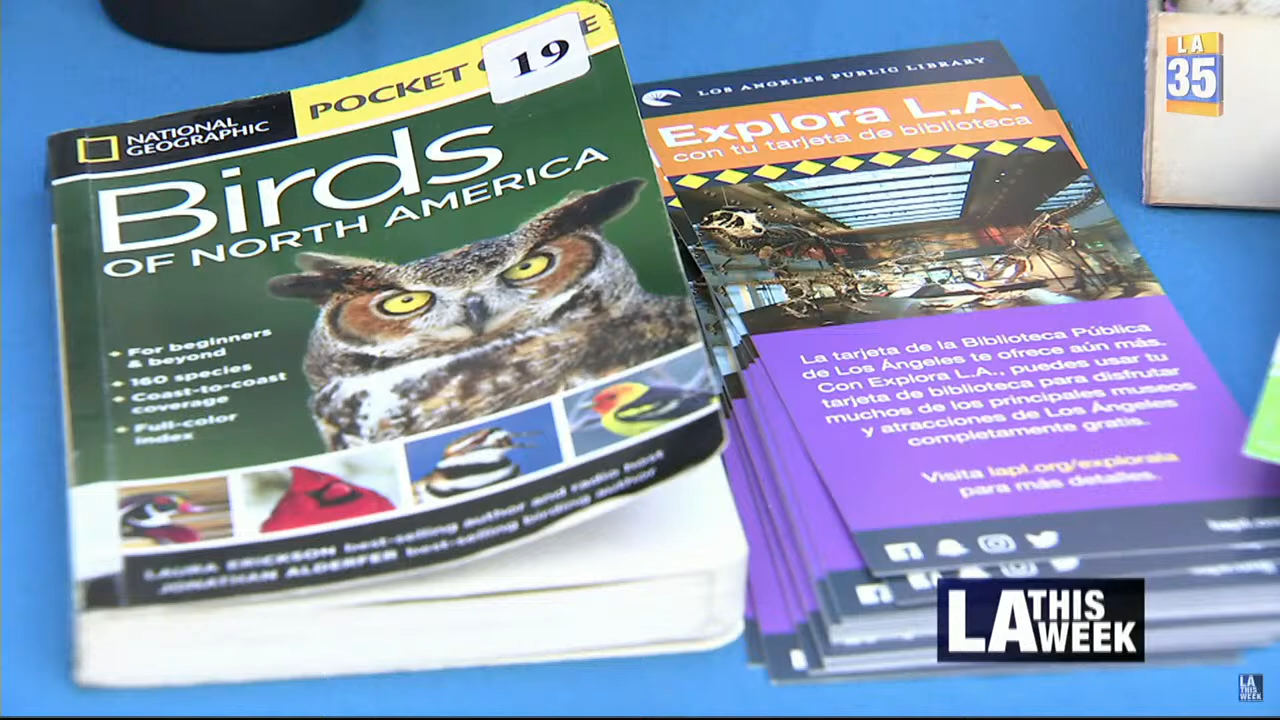 NATIONAL
GEOGRAPHIC
POCKET G E
19
Birds
OF NORTH AMERICA
For beginners
& beyond
160 species
Coast-to-coast
coverage
Full-color
index
LAURA ERICKSON best-selling author and radio host
JONATHAN ALDERFER best-selling birding author
LOS ANGELES PUBLIC LIBRARY
Explora L.A.
con tu tarjeta de biblioteca
La tarjeta de la Biblioteca Pública
de Los Ángeles te ofrece aún más.
Con Explora L.A., puedes usar tu
tarjeta de biblioteca para disfrutar
muchos de los principales museos
y atracciones de Los Ángeles
completamente gratis.
Visita lapl.org/explorala
para más detalles.
LA
35
LA THIS
WEEK
LA
THIS
WEEK